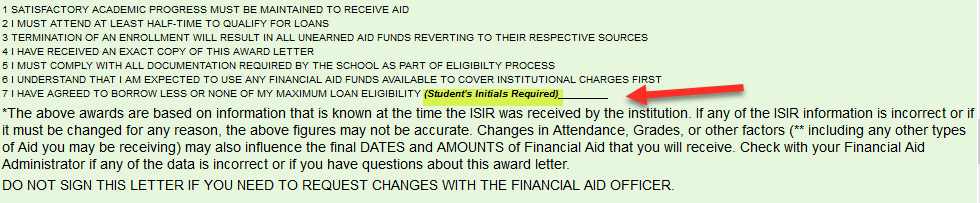 1 SATISFACTORY ACADEMIC PROGRESS MUST BE MAINTAINED TO RECEIVE AID
2 I MUST ATTEND AT LEAST HALF-TIME TO QUALIFY FOR LOANS
3 TERMINATION OF AN ENROLLMENT WILL RESULT IN ALL UNEARNED AID FUNDS REVERTING TO THEIR RESPECTIVE SOURCES
4 I HAVE RECEIVED AN EXACT COPY OF THIS AWARD LETTER
5 I MUST COMPLY WITH ALL DOCUMENTATION REQUIRED BY THE SCHOOL AS PART OF ELIGIBILTY PROCESS
6 I UNDERSTAND THAT I AM EXPECTED TO USE ANY FINANCIAL AID FUNDS AVAILABLE TO COVER INSTITUTIONAL CHARGES FIRST
7 I HAVE AGREED TO BORROW LESS OR NONE OF MY MAXIMUM LOAN ELIGIBILITY (Student's Initials Required)_________
*The above awards are based on information that is known at the time the ISIR was received by the institution. If any of the ISIR information is incorrect or if
it must be changed for any reason, the above figures may not be accurate. Changes in Attendance, Grades, or other factors (** including any other types
of Aid you may be receiving) may also influence the final DATES and AMOUNTS of Financial Aid that you will receive. Check with your Financial Aid
Administrator if any of the data is incorrect or if you have questions about this award letter.
DO NOT SIGN THIS LETTER IF YOU NEED TO REQUEST CHANGES WITH THE FINANCIAL AID OFFICER.